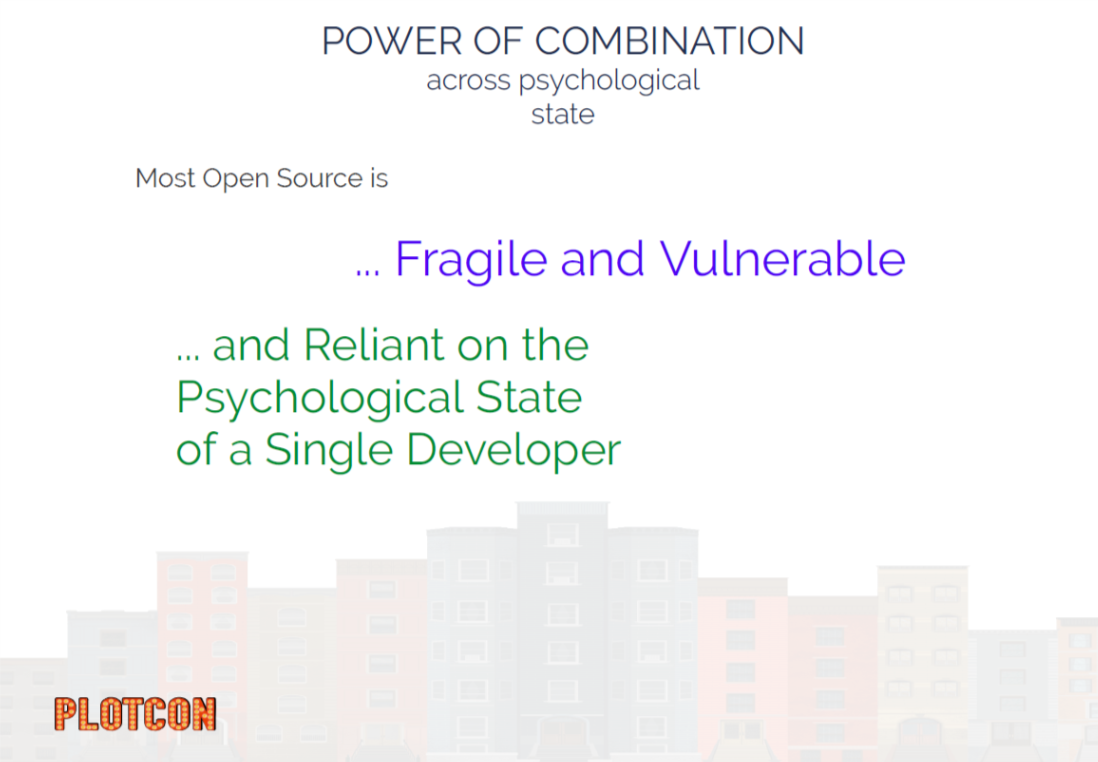 POWER OF COMBINATION
across psychological
state
Most Open Source is
... Fragile and Vulnerable
... and Reliant on the
Psychological State
of a Single Developer
PLOTCON